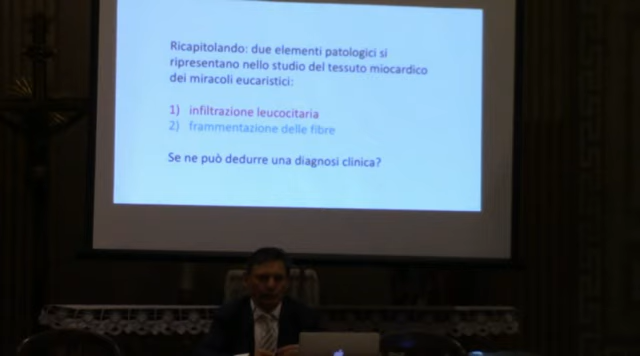 Ricapitolando: due elementi patologici si
ripresentano nello studio del tessuto miocardico
dei miracoli eucaristici:
1) infiltrazione leucocitaria
2) frammentazione delle fibre
Se ne può dedurre una diagnosi clinica?